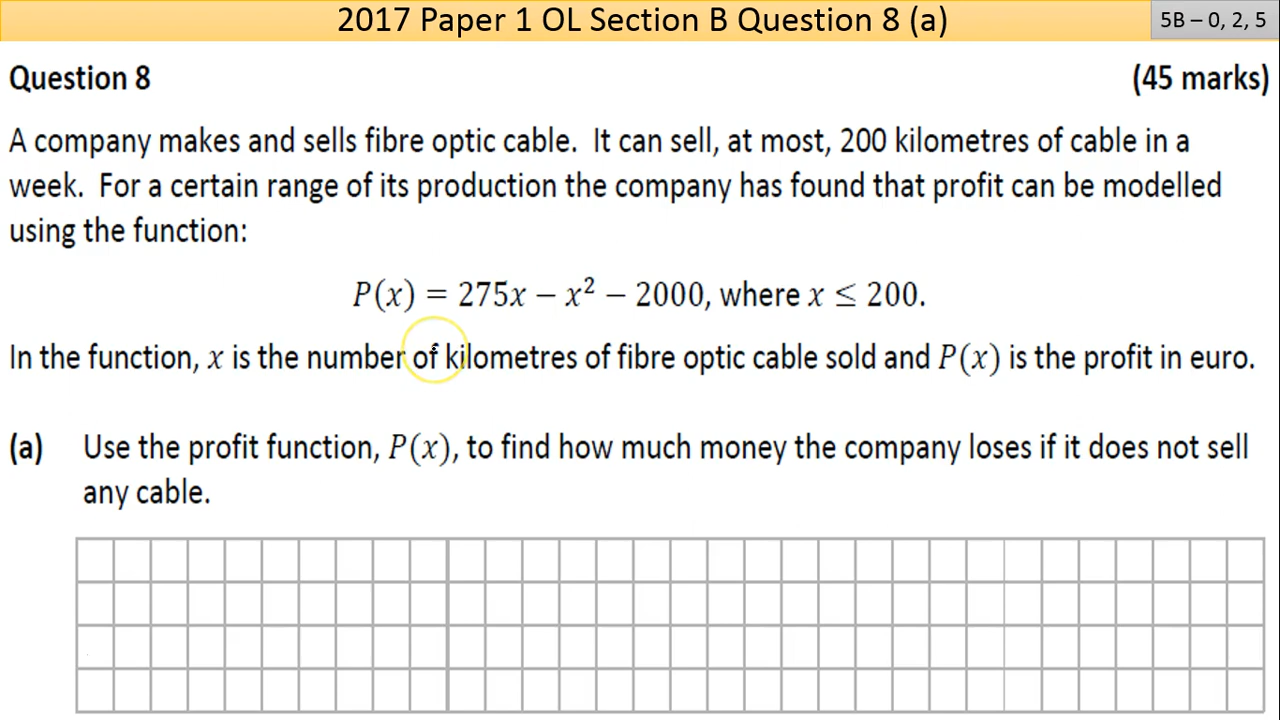 2017 Paper 1 OL Section B Question 8 (a)
5B – 0, 2, 5
Question 8
(45 marks)
A company makes and sells fibre optic cable. It can sell, at most, 200 kilometres of cable in a
week. For a certain range of its production the company has found that profit can be modelled
using the function:
P(x) = 275x − x² − 2000, where x ≤ 200.
In the function, x is the number of kilometres of fibre optic cable sold and P(x) is the profit in euro.
(a) Use the profit function, P(x), to find how much money the company loses if it does not sell
any cable.